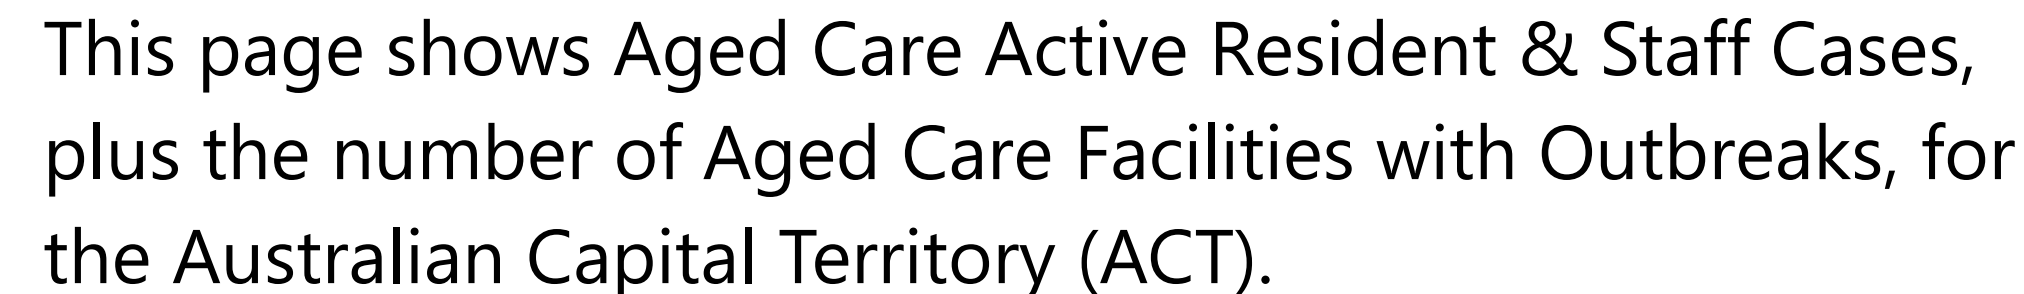 This page shows Aged Care Active Resident & Staff Cases,
plus the number of Aged Care Facilities with Outbreaks, for
the Australian Capital Territory (ACT).